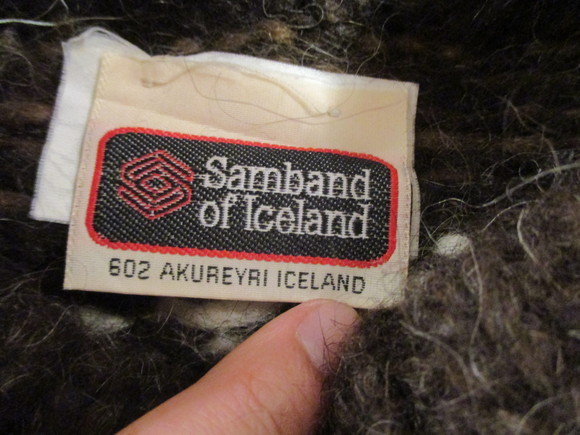 Samband
of Iceland
602 AKUREYRI ICELAND